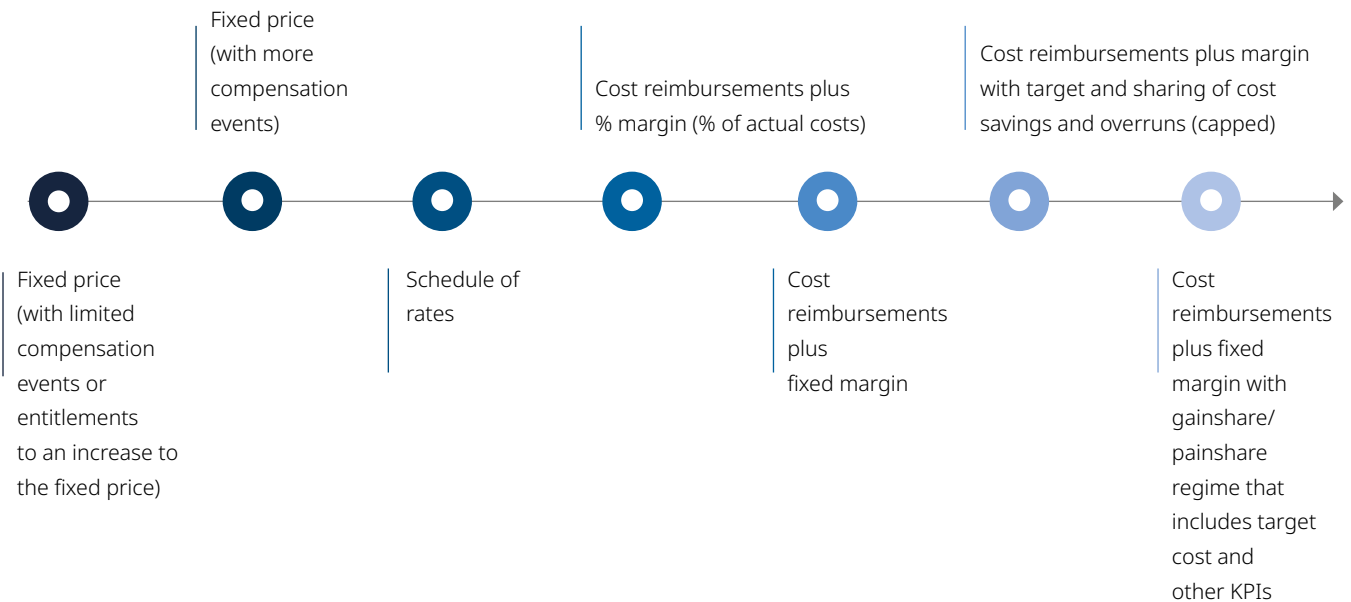 Fixed price
(with more
compensation
events)
Cost reimbursements plus
% margin (% of actual costs)
Cost reimbursements plus margin
with target and sharing of cost
savings and overruns (capped)
Fixed price
(with limited
compensation
events or
entitlements
to an increase to
the fixed price)
Schedule of
rates
Cost
reimbursements
plus
fixed margin
Cost
reimbursements
plus fixed
margin with
gainshare/
painshare
regime that
includes target
cost and
other KPIs